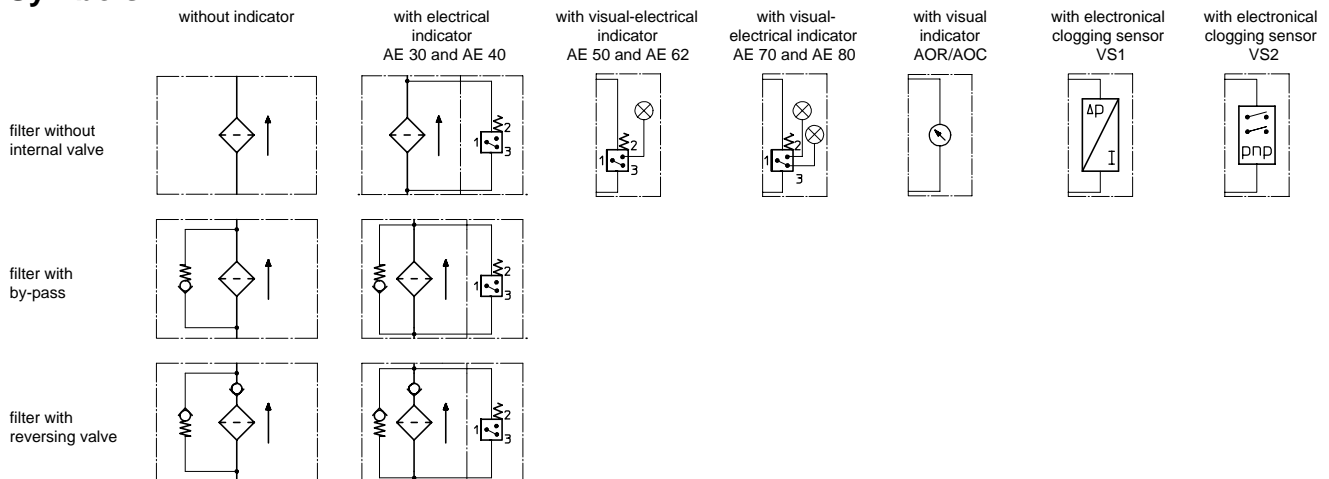 without indicator
with electrical
indicator
AE 30 and AE 40
with visual-electrical
indicator
AE 50 and AE 62
with visual-
electrical indicator
AE 70 and AE 80
with visual
indicator
AOR/AOC
with electronical
clogging sensor
VS1
with electronical
clogging sensor
VS2
filter without
internal valve
1 2 3
1 2 3
1 2 3
Δp
I
pnp
filter with
by-pass
1 2 3
filter with
reversing valve
1 2 3